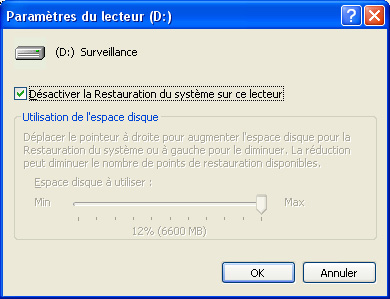 Paramètres du lecteur (D:)
(D:) Surveillance
Désactiver la Restauration du système sur ce lecteur
Utilisation de l'espace disque
Déplacer le pointeur à droite pour augmenter l'espace disque pour la
Restauration du système ou à gauche pour le diminuer. La réduction
peut diminuer le nombre de points de restauration disponibles.
Espace disque à utiliser :
Min Max
12% (6600 MB)
OK Annuler